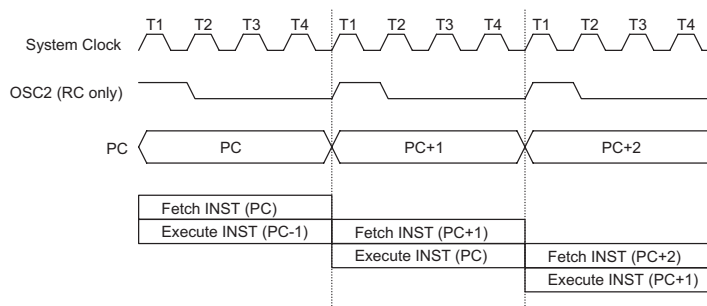 T1 T2 T3 T4 T1 T2 T3 T4 T1 T2 T3 T4
System Clock
OSC2 (RC only)
PC PC PC+1 PC+2
Fetch INST (PC)
Execute INST (PC-1) Fetch INST (PC+1)
Execute INST (PC) Fetch INST (PC+2)
Execute INST (PC+1)